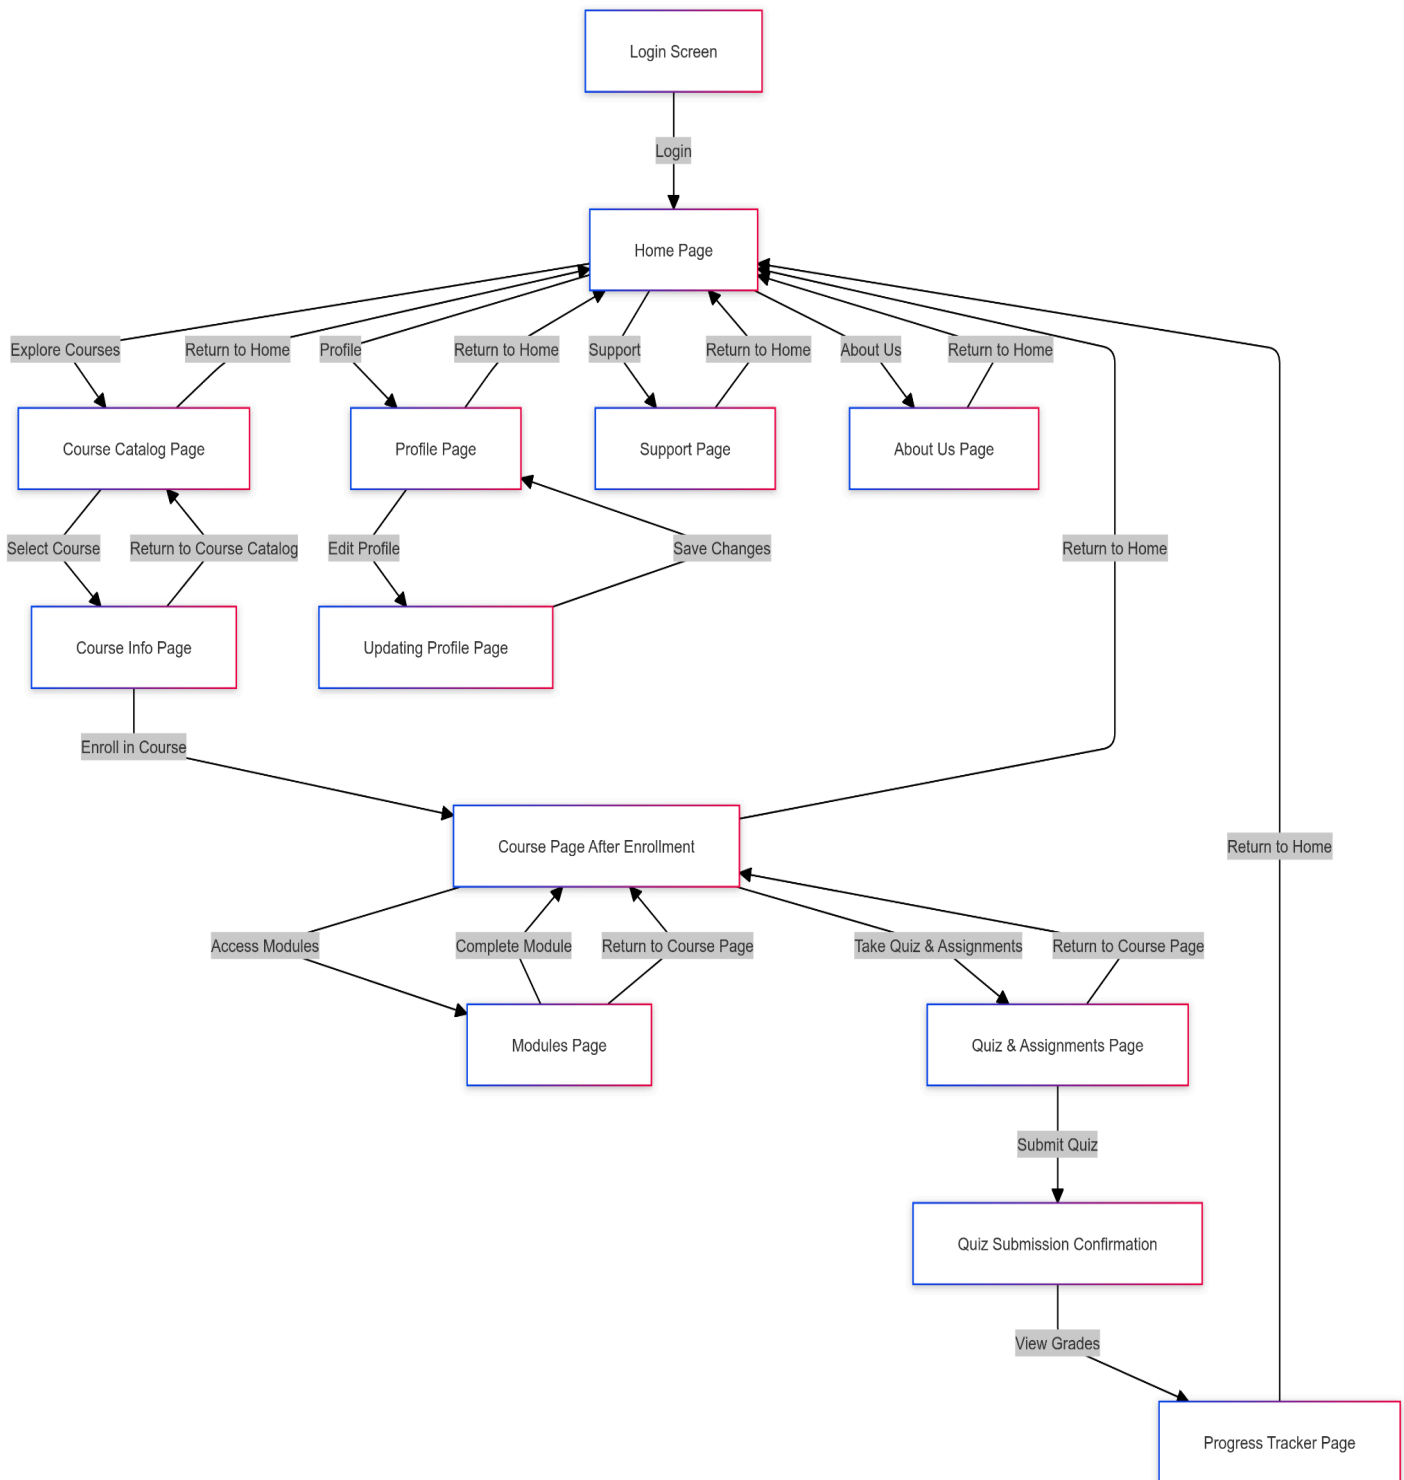 Login Screen
Login
Home Page
Explore Courses
Return to Home
Profile
Return to Home
Support
Return to Home
About Us
Return to Home
Course Catalog Page
Profile Page
Support Page
About Us Page
Select Course
Return to Course Catalog
Edit Profile
Save Changes
Return to Home
Course Info Page
Updating Profile Page
Enroll in Course
Course Page After Enrollment
Return to Home
Access Modules
Complete Module
Return to Course Page
Take Quiz & Assignments
Return to Course Page
Modules Page
Quiz & Assignments Page
Submit Quiz
Quiz Submission Confirmation
View Grades
Progress Tracker Page